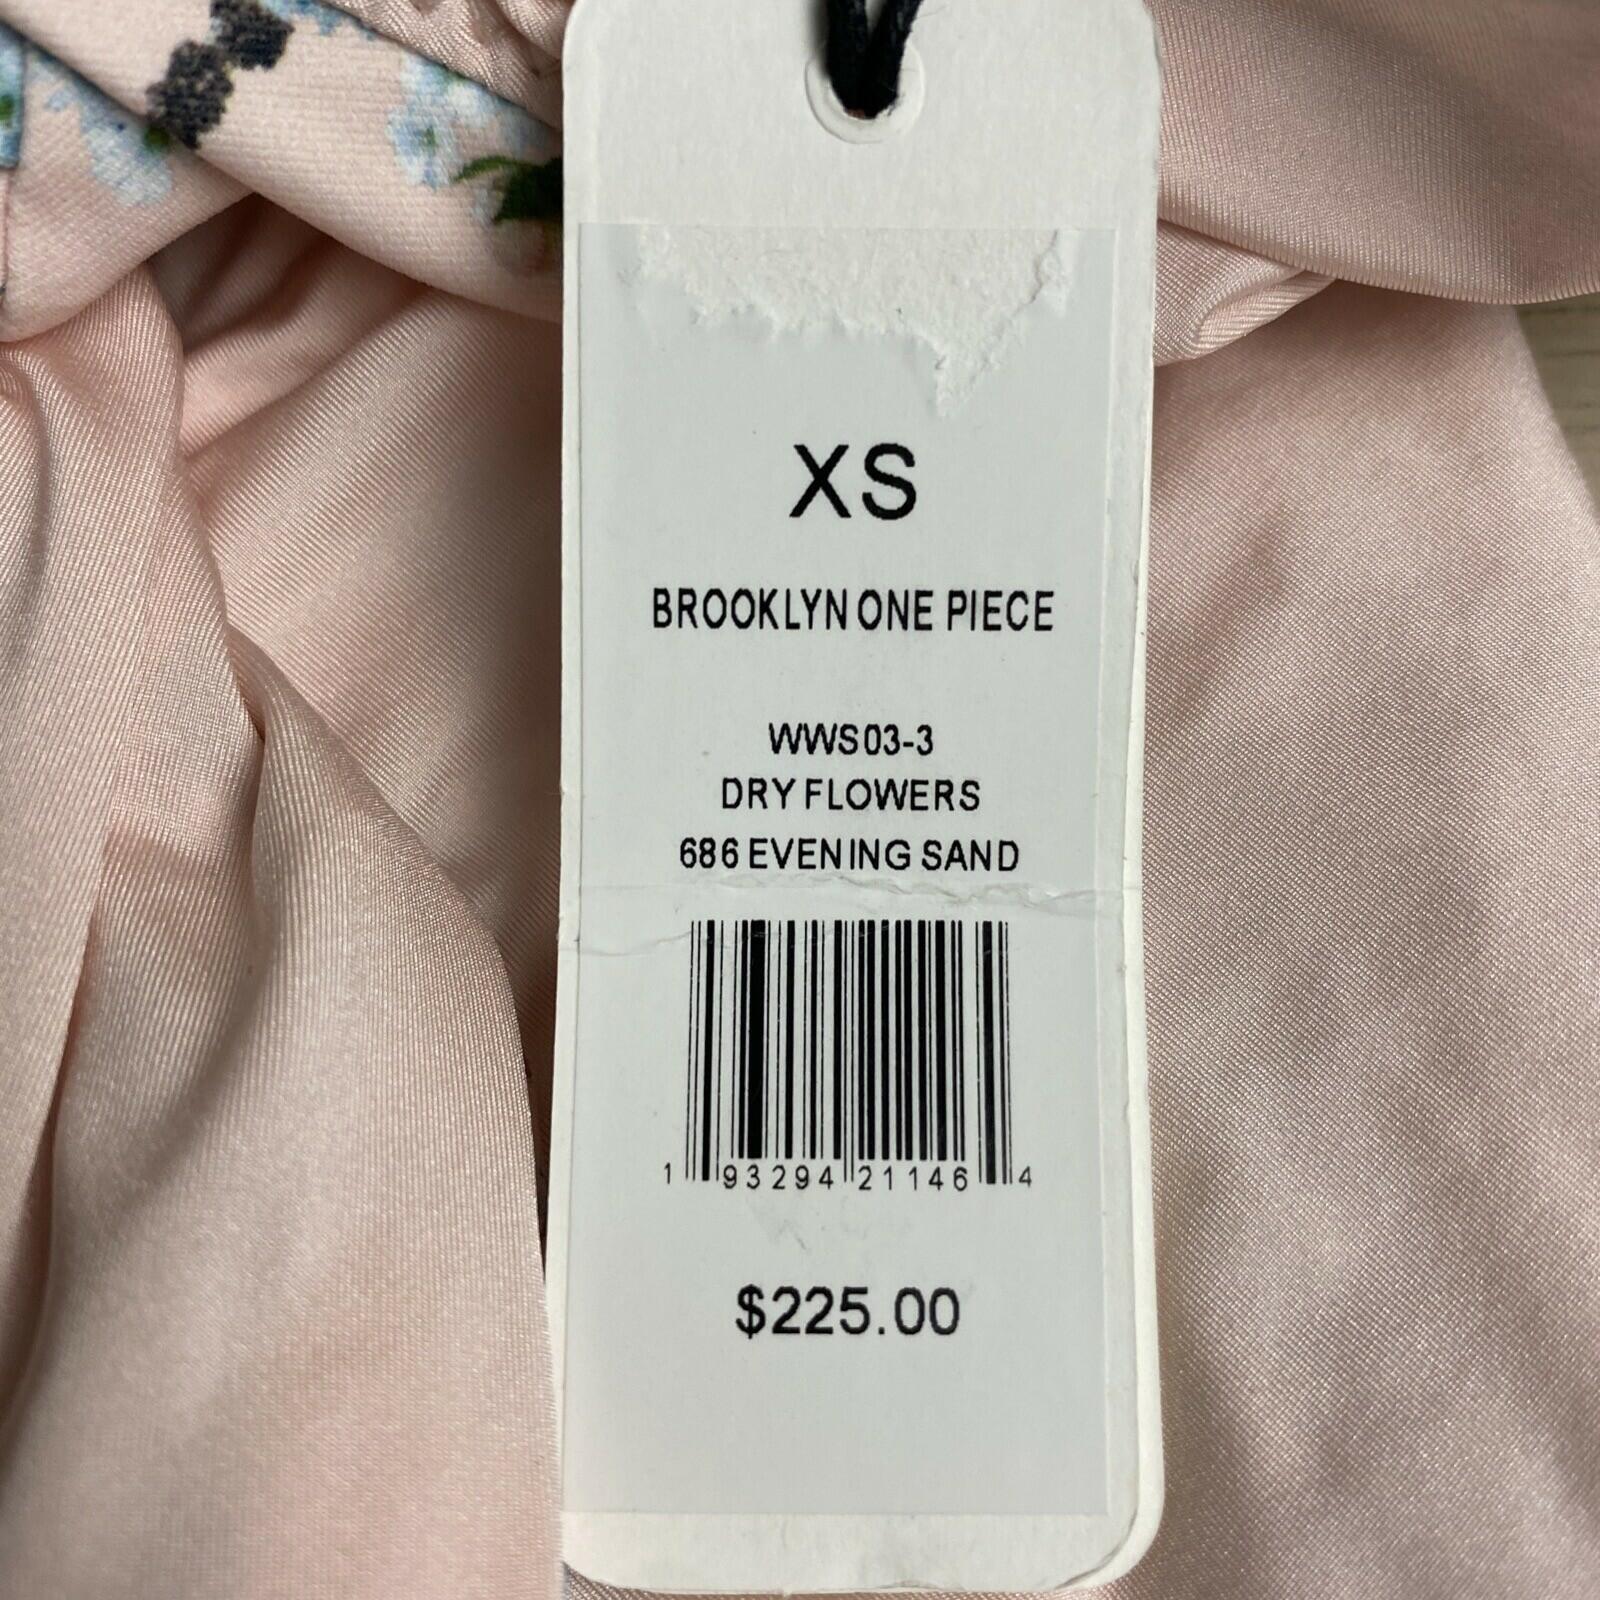 XS
BROOKLYN ONE PIECE
WWS03-3
DRY FLOWERS
686 EVENING SAND
1 93294 21146 4
$225.00